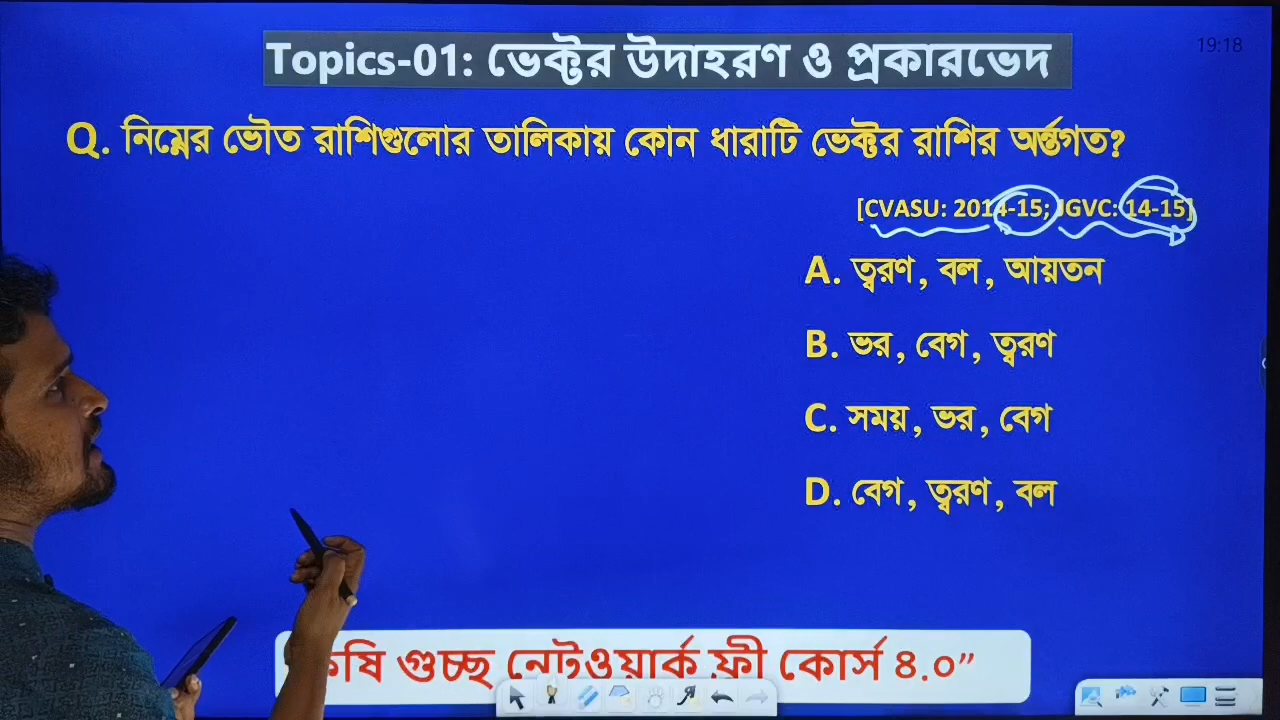 Topics-01: ভেক্টর উদাহরণ ও প্রকারভেদ
19:18
Q. নিম্নের ভৌত রাশিগুলোর তালিকায় কোন ধারাটি ভেক্টর রাশির অর্ন্তগত?
[CVASU: 2014-15; JGVC: 14-15]
A. ত্বরণ, বল, আয়তন
B. ভর, বেগ, ত্বরণ
C. সময়, ভর, বেগ
D. বেগ, ত্বরণ, বল
গুচ্ছ নেটওয়ার্ক ফ্রী কোর্স ৪.০”